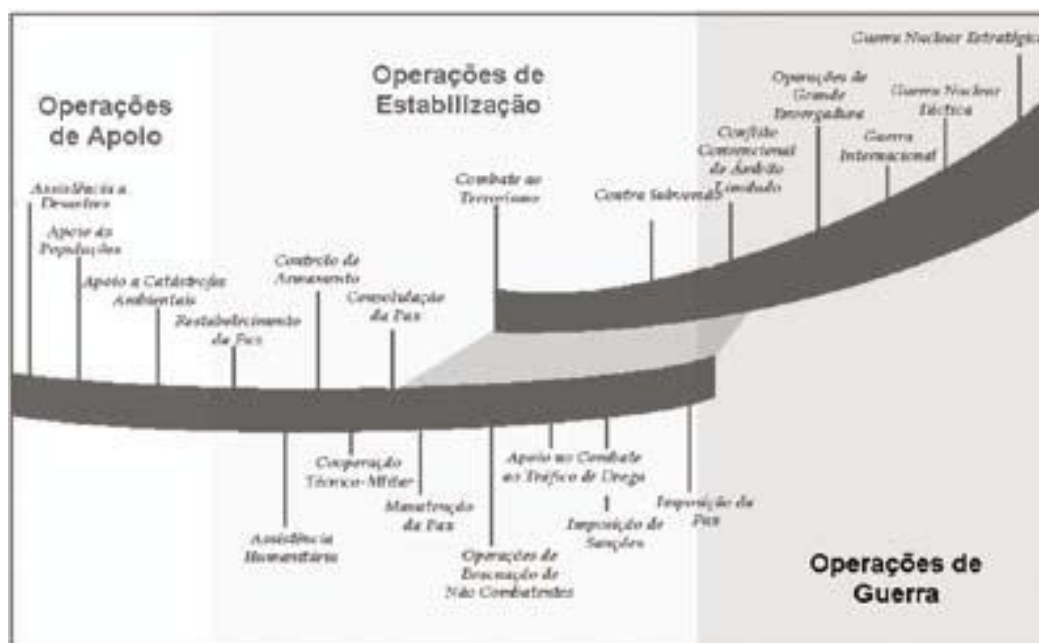 Operações
de Apoio
Assistência a
Desastres
Apoio às
Populações
Apoio a Catástrofes
Ambientais
Operações de
Estabilização
Restabelecimento
da Paz
Controlo de
Armamento
Consolidação
da Paz
Combate ao
Terrorismo
Contra Subversão
Conflito
Convencional
de Âmbito
Limitado
Operações de
Grande
Envergadura
Guerra
Internacional
Guerra Nuclear
Táctica
Guerra Nuclear Estratégica
Assistência
Humanitária
Cooperação
Técnico-Militar
Manutenção
da Paz
Operações de
Evacuação de
Não Combatentes
Apoio no Combate
ao Tráfico de Droga
Imposição de
Sanções
Imposição da
Paz
Operações de
Guerra